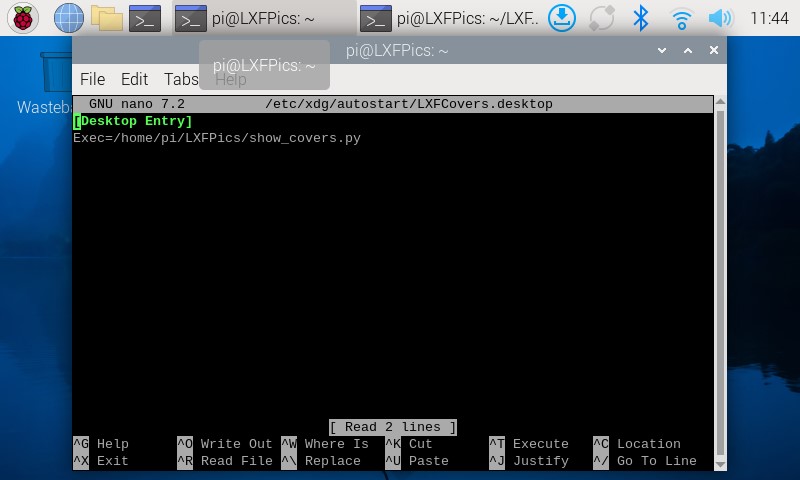 pi@LXFPics: ~
pi@LXFPics: ~/LXF..
11:44
pi@LXFPics: ~
pi@LXFPics: ~
File Edit Tabs Help
Wasteba
GNU nano 7.2 /etc/xdg/autostart/LXFCovers.desktop
[Desktop Entry]
Exec=/home/pi/LXFPics/show_covers.py
[ Read 2 lines ]
^G Help ^O Write Out ^W Where Is ^K Cut ^T Execute ^C Location
^X Exit ^R Read File ^\ Replace ^U Paste ^J Justify ^/ Go To Line